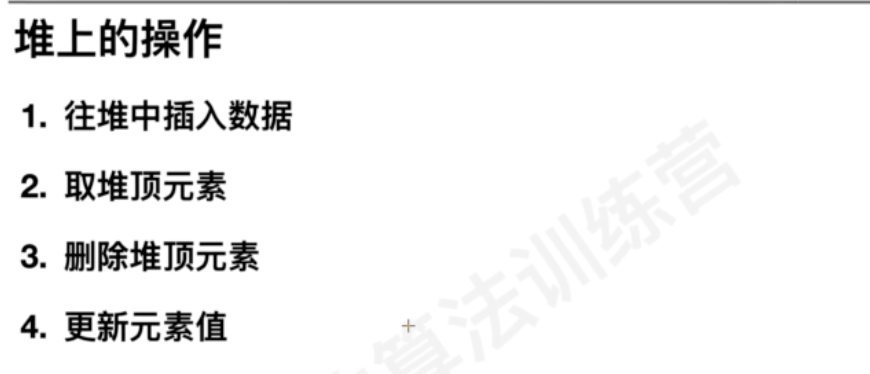 堆上的操作
1. 往堆中插入数据
2. 取堆顶元素
3. 删除堆顶元素
4. 更新元素值
算法训练营